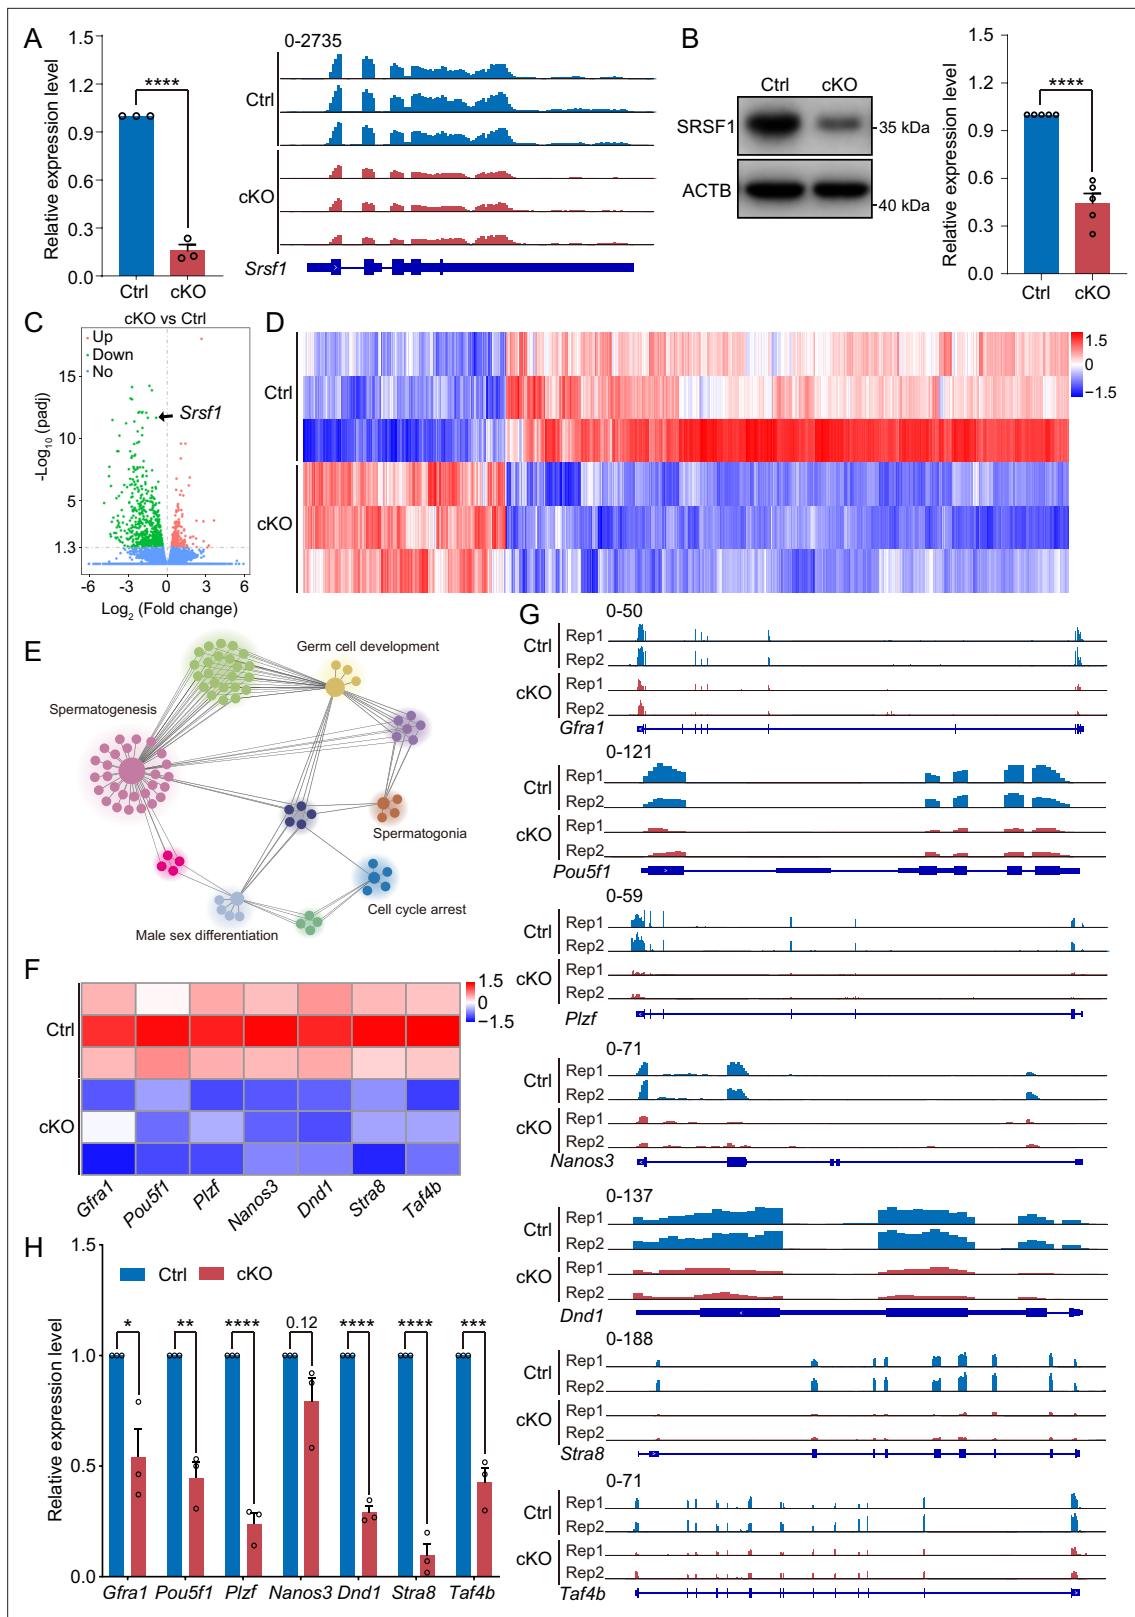 A
Relative expression level
1.5
1.2
0.9
0.6
0.3
0.0
****
Ctrl
cKO
0-2735
Ctrl
cKO
Srsf1
B
Ctrl
cKO
SRSF1
35 kDa
ACTB
40 kDa
Relative expression level
1.5
1.2
0.9
0.6
0.3
0.0
****
Ctrl
cKO
C
cKO vs Ctrl
Up
Down
No
Srsf1
-Log10 (padj)
15
10
5
1.3
-6
-3
0
3
6
Log2 (Fold change)
D
Ctrl
cKO
1.5
0
−1.5
E
Germ cell development
Spermatogenesis
Spermatogonia
Cell cycle arrest
Male sex differentiation
F
Ctrl
cKO
1.5
0
−1.5
Gfra1
Pou5f1
Plzf
Nanos3
Dnd1
Stra8
Taf4b
G
0-50
Ctrl
Rep1
Rep2
cKO
Rep1
Rep2
Gfra1
0-121
Ctrl
Rep1
Rep2
cKO
Rep1
Rep2
Pou5f1
0-59
Ctrl
Rep1
Rep2
cKO
Rep1
Rep2
Plzf
0-71
Ctrl
Rep1
Rep2
cKO
Rep1
Rep2
Nanos3
0-137
Ctrl
Rep1
Rep2
cKO
Rep1
Rep2
Dnd1
0-188
Ctrl
Rep1
Rep2
cKO
Rep1
Rep2
Stra8
0-71
Ctrl
Rep1
Rep2
cKO
Rep1
Rep2
Taf4b
H
Relative expression level
1.5
1.0
0.5
0.0
Ctrl
cKO
*
**
****
0.12
****
****
***
Gfra1
Pou5f1
Plzf
Nanos3
Dnd1
Stra8
Taf4b